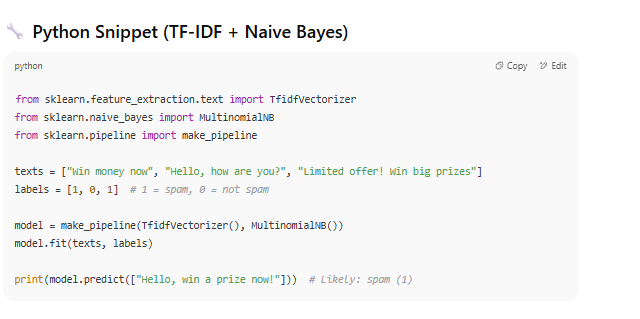 Python Snippet (TF-IDF + Naive Bayes)
python
Copy
Edit
from sklearn.feature_extraction.text import TfidfVectorizer
from sklearn.naive_bayes import MultinomialNB
from sklearn.pipeline import make_pipeline
texts = ["Win money now", "Hello, how are you?", "Limited offer! Win big prizes"]
labels = [1, 0, 1]  # 1 = spam, 0 = not spam
model = make_pipeline(TfidfVectorizer(), MultinomialNB())
model.fit(texts, labels)
print(model.predict(["Hello, win a prize now!"]))  # Likely: spam (1)